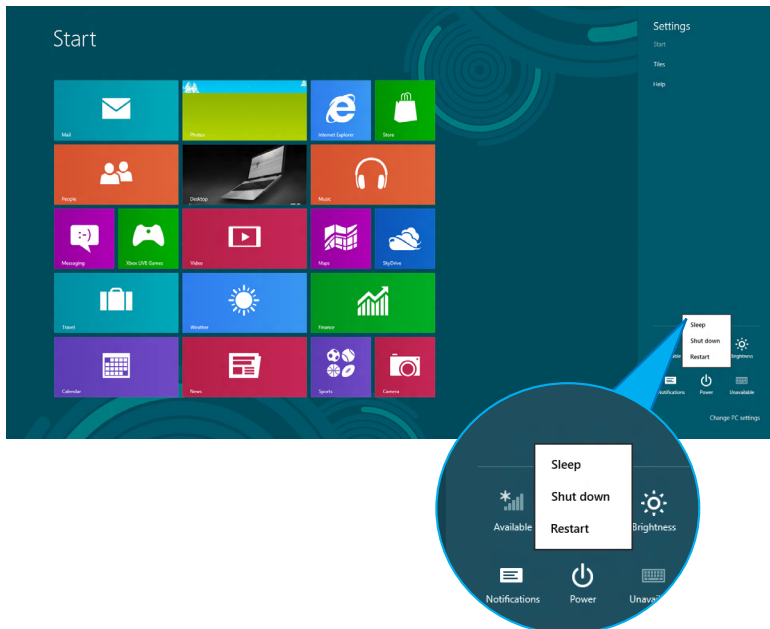 Start
Settings
Start
Tiles
Help
Mail
Photos
Internet Explorer
Store
People
Desktop
Music
Messaging
Xbox LIVE Games
Video
Maps
SkyDrive
Travel
Weather
Finance
Calendar
News
Sports
Camera
Sleep
Shut down
Restart
Brightness
Notifications
Power
Unavailable
Change PC settings
Sleep
Shut down
Restart
Available
Brightness
Notifications
Power
:-)